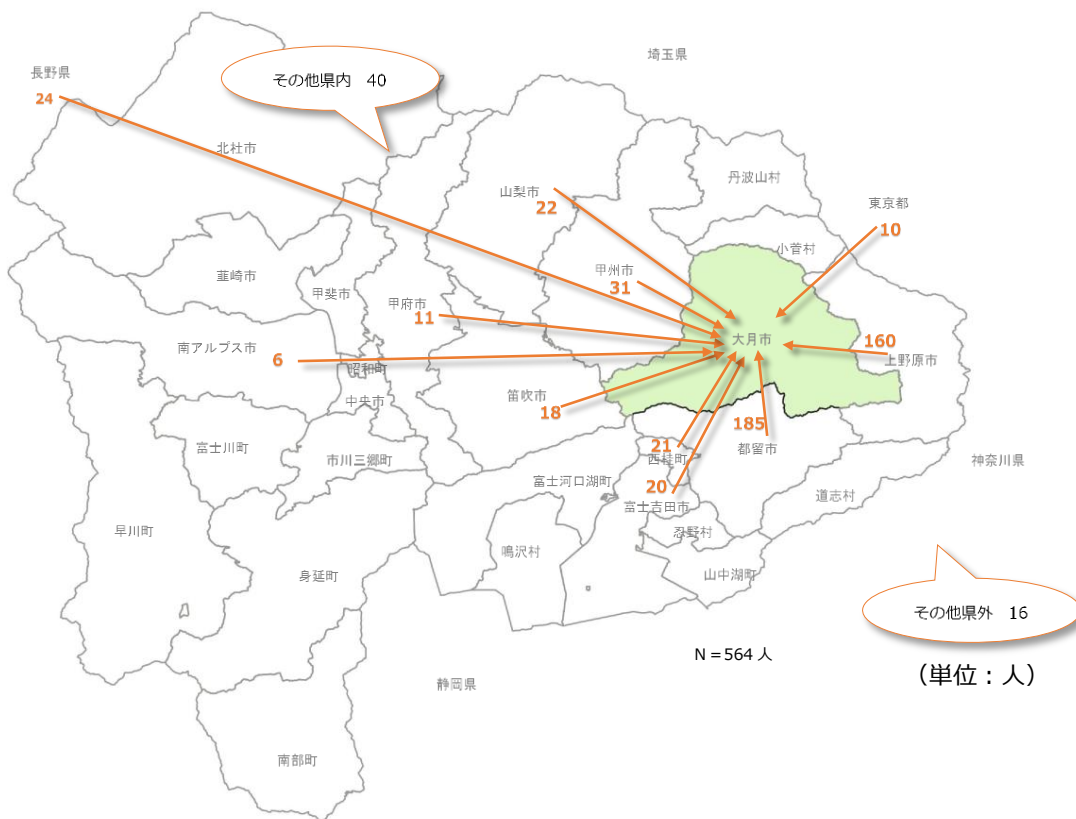 埼玉県
長野県
24
その他県内 40
北杜市
丹波山村
山梨市
22
東京都
10
小菅村
韮崎市
甲斐市
甲府市
11
甲州市
31
大月市
160
上野原市
南アルプス市
6
昭和町
中央市
笛吹市
18
富士川町
市川三郷町
21
西桂町
185
都留市
富士河口湖町
20
富士吉田市
神奈川県
道志村
早川町
鳴沢村
忍野村
山中湖町
身延町
その他県外 16
N＝564 人
（単位：人）
静岡県
南部町